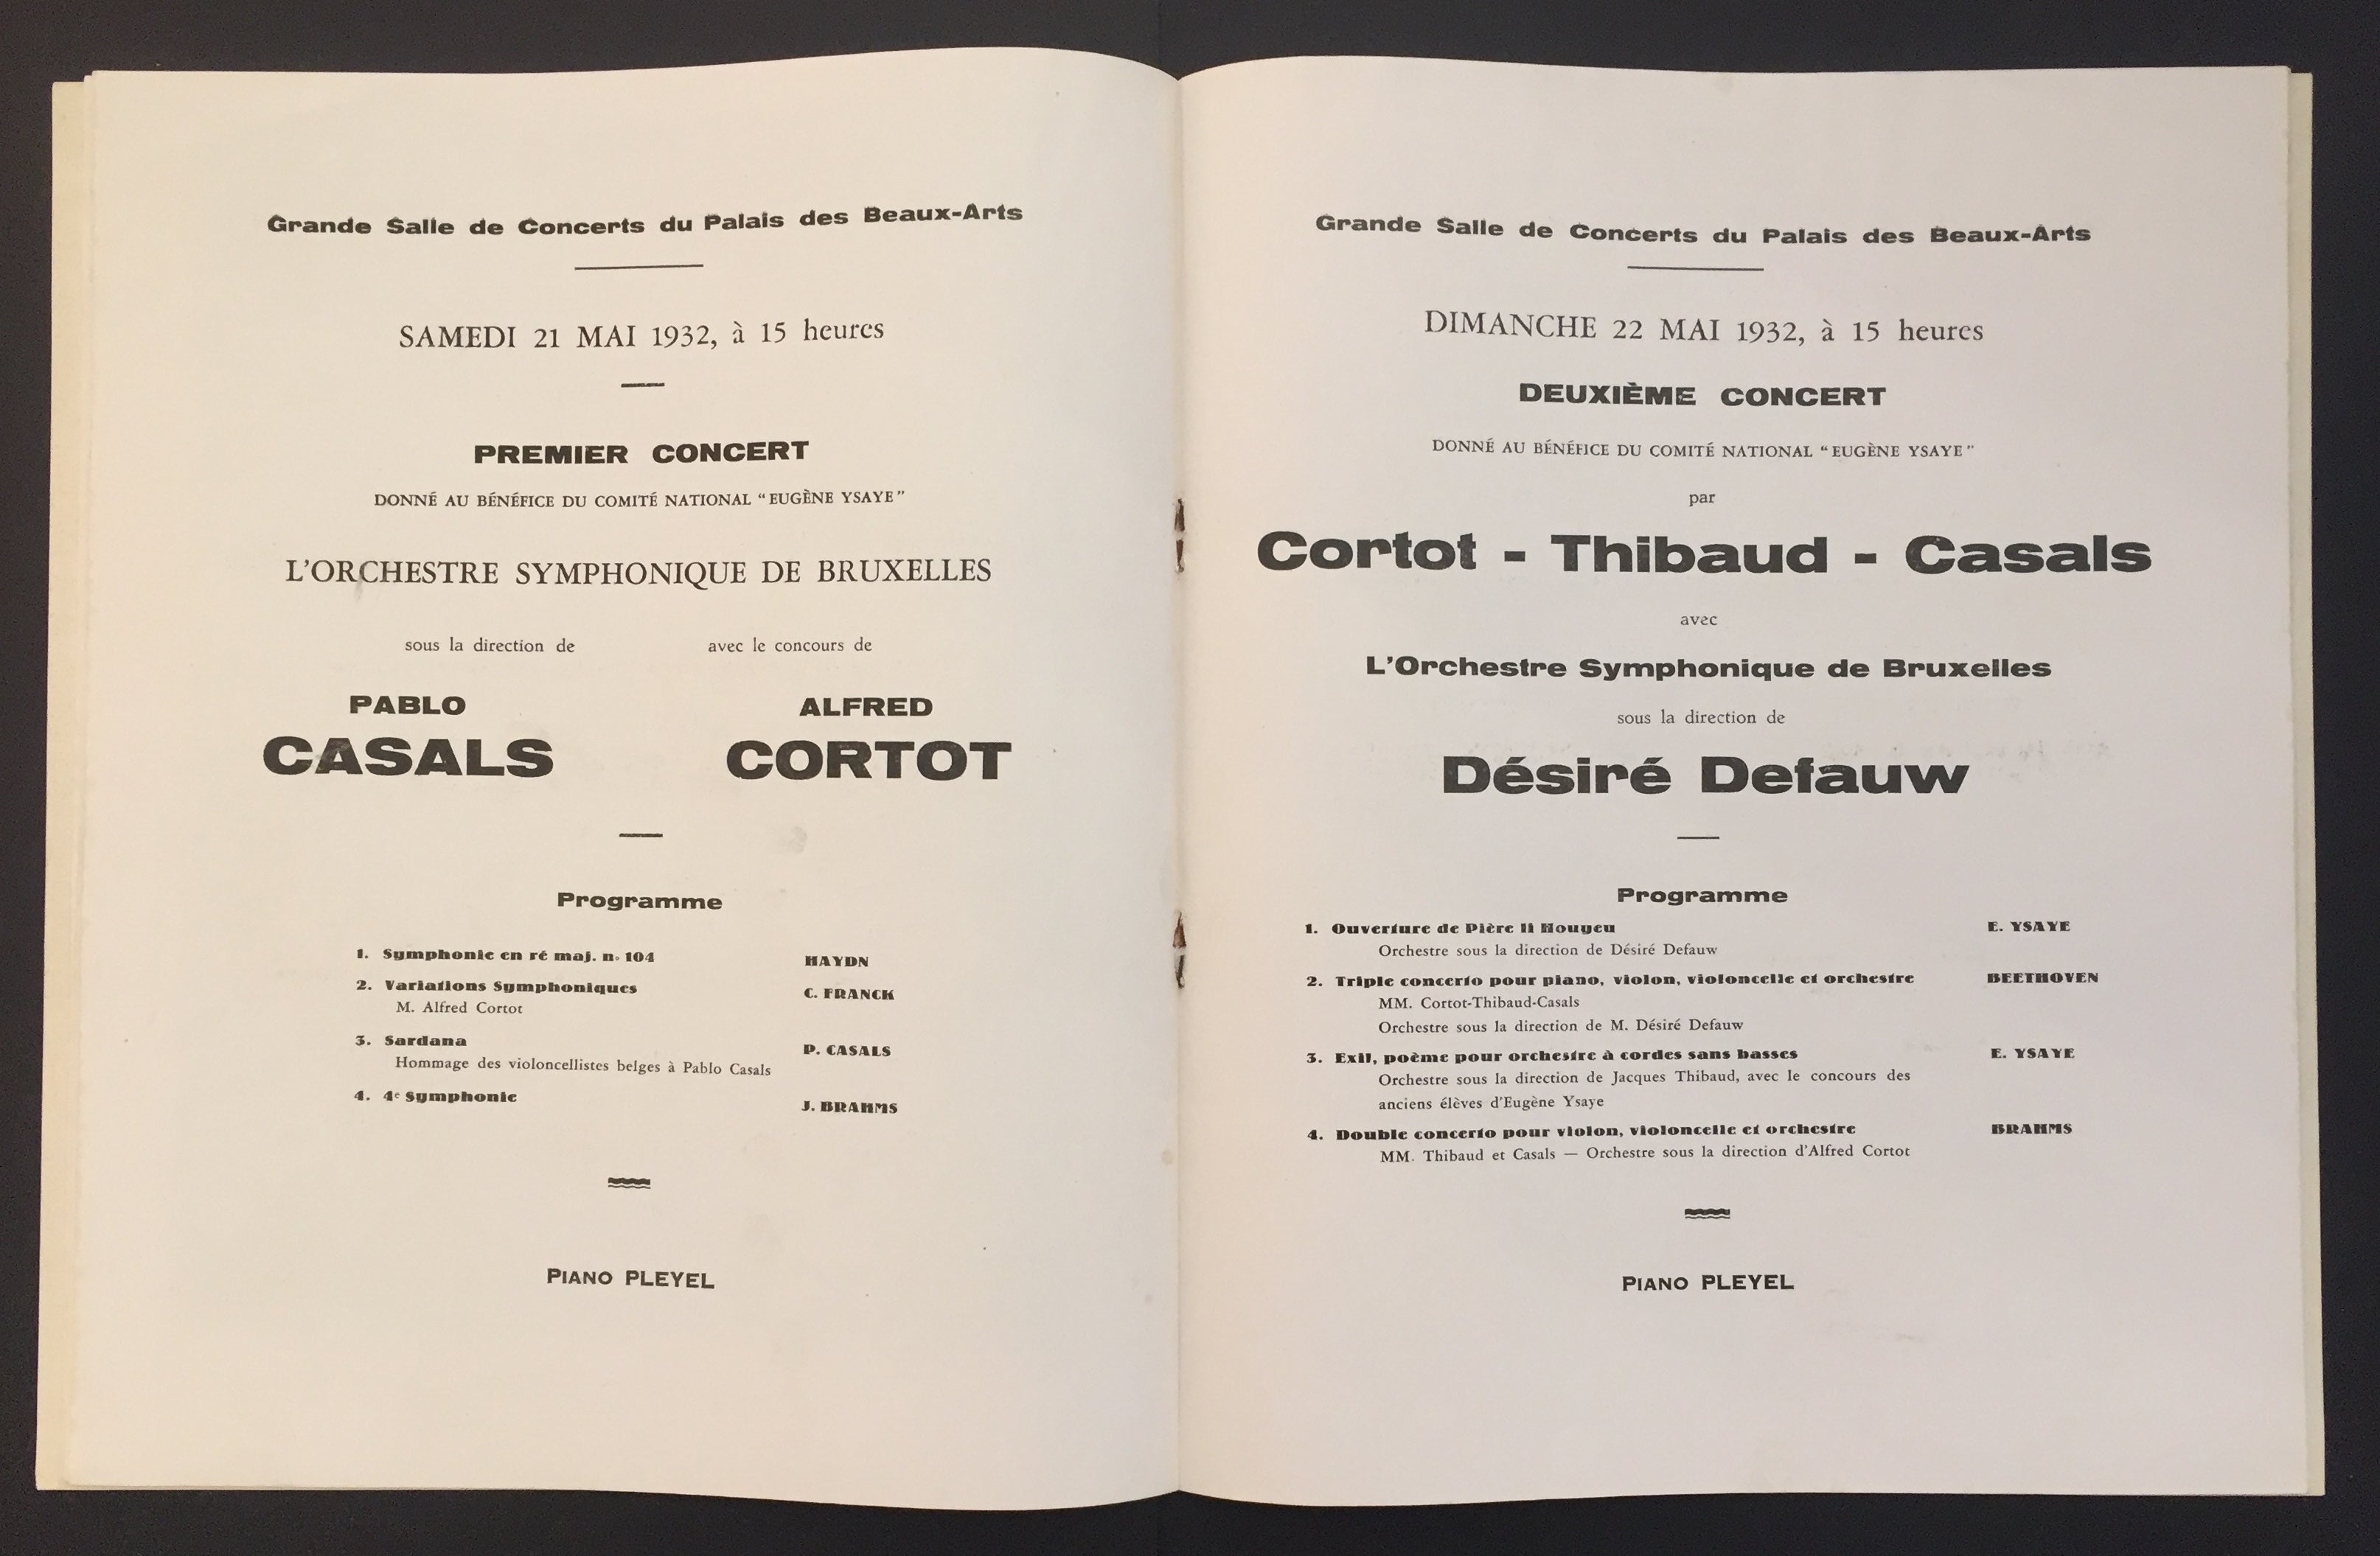 Grande Salle de Concerts du Palais des Beaux-Arts
SAMEDI 21 MAI 1932, à 15 heures
PREMIER CONCERT
DONNÉ AU BÉNÉFICE DU COMITÉ NATIONAL “EUGÈNE YSAYE”
L'ORCHESTRE SYMPHONIQUE DE BRUXELLES
sous la direction de avec le concours de
PABLO ALFRED
CASALS CORTOT
Programme
1. Symphonie en ré maj. n° 104 HAYDN
2. Variations Symphoniques C. FRANCK
M. Alfred Cortot
3. Sardana P. CASALS
Hommage des violoncellistes belges à Pablo Casals
4. 4e Symphonie J. BRAHMS
PIANO PLEYEL
Grande Salle de Concerts du Palais des Beaux-Arts
DIMANCHE 22 MAI 1932, à 15 heures
DEUXIÈME CONCERT
DONNÉ AU BÉNÉFICE DU COMITÉ NATIONAL “EUGÈNE YSAYE”
par
Cortot - Thibaud - Casals
avec
L'Orchestre Symphonique de Bruxelles
sous la direction de
Désiré Defauw
Programme
1. Ouverture de Pière li Houyeu E. YSAYE
Orchestre sous la direction de Désiré Defauw
2. Triple concerto pour piano, violon, violoncelle et orchestre BEETHOVEN
MM. Cortot-Thibaud-Casals
Orchestre sous la direction de M. Désiré Defauw
3. Exil, poème pour orchestre à cordes sans basses E. YSAYE
Orchestre sous la direction de Jacques Thibaud, avec le concours des
anciens élèves d'Eugène Ysaye
4. Double concerto pour violon, violoncelle et orchestre BRAHMS
MM. Thibaud et Casals — Orchestre sous la direction d'Alfred Cortot
PIANO PLEYEL